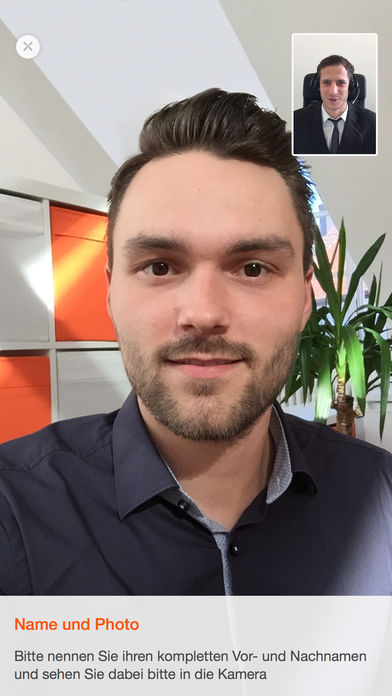 Name und Photo
Bitte nennen Sie ihren kompletten Vor- und Nachnamen
und sehen Sie dabei bitte in die Kamera